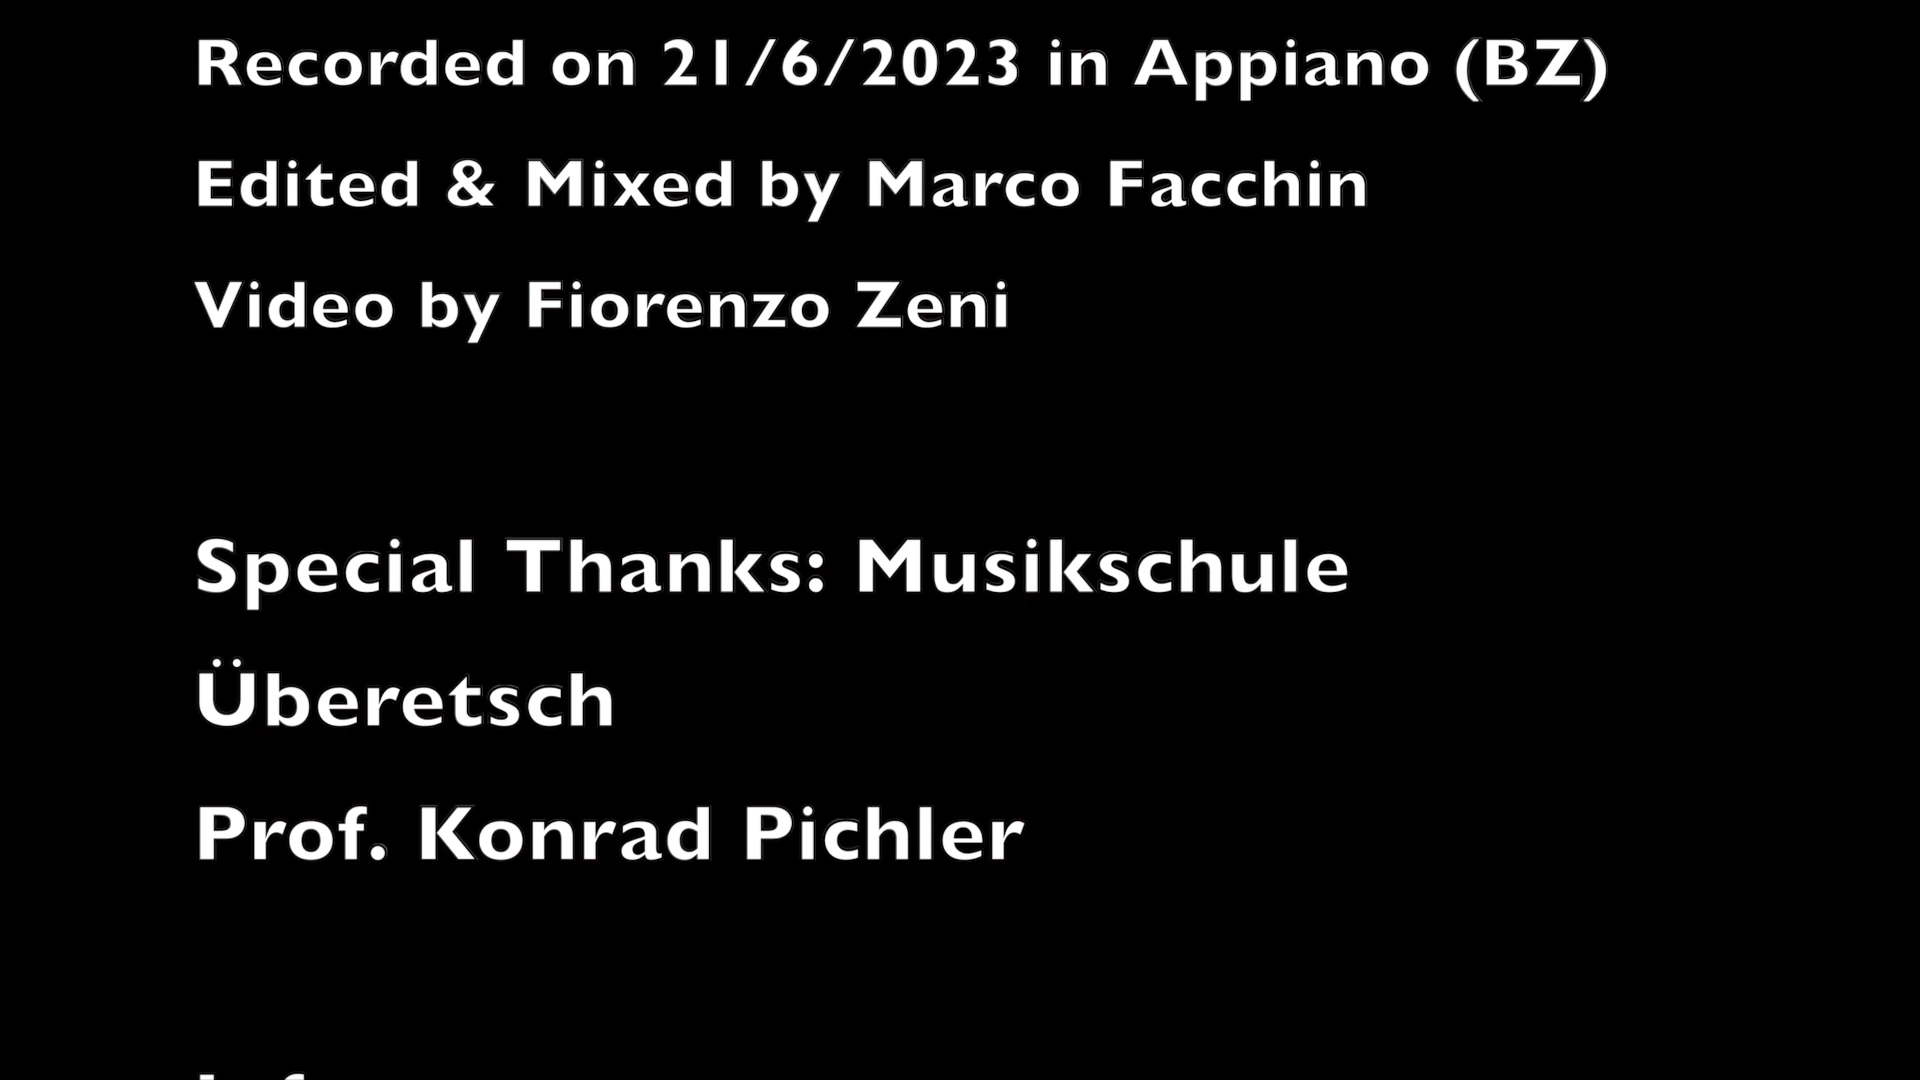 Recorded on 21/6/2023 in Appiano (BZ)
Edited & Mixed by Marco Facchin
Video by Fiorenzo Zeni
Special Thanks: Musikschule
Überetsch
Prof. Konrad Pichler